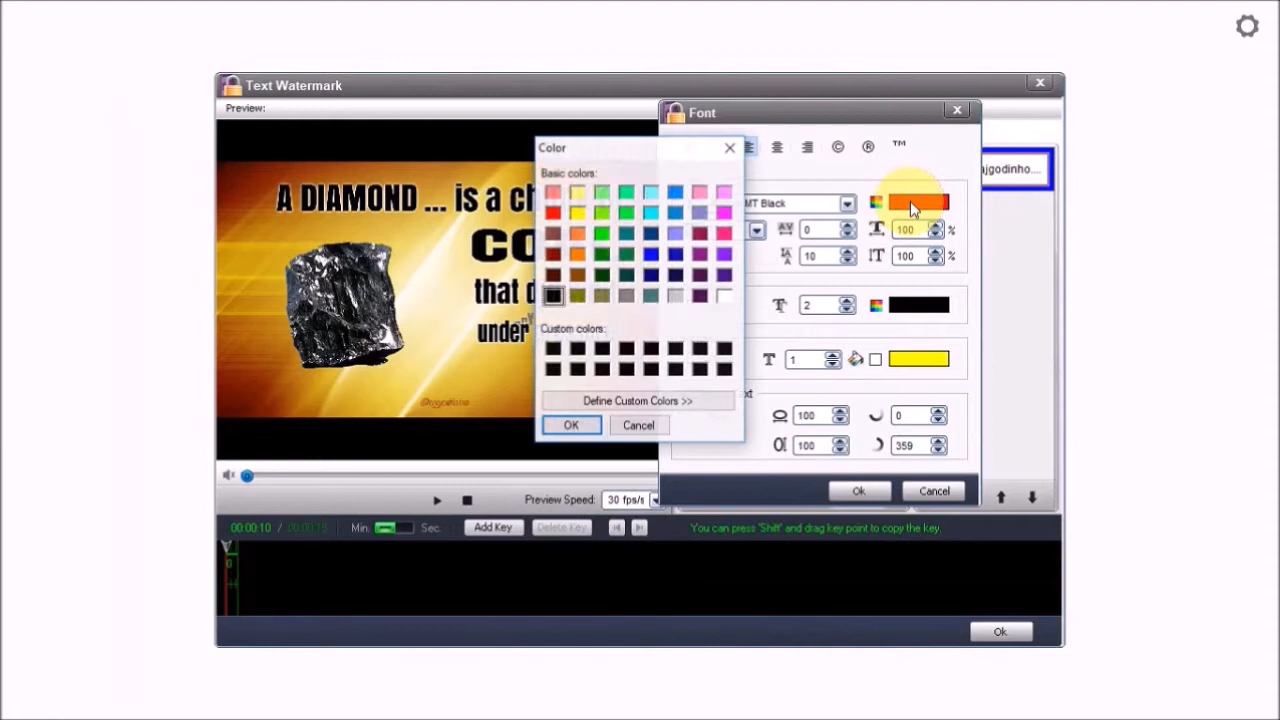 Text Watermark
Preview:
Font
Color
Basic colors:
Custom colors:
Define Custom Colors >>
OK
Cancel
A DIAMOND ... is a ch
CO
that d
under
© ® ™
MT Black
AV
0
100 %
10
100 %
2
1
100
0
100
359
Ok
Cancel
ajgodinho....
Preview Speed: 30 fps/s
00:00:10 /
Min. Sec.
Add Key
Delete Key
You can press 'Shift' and drag key point to copy the key.
0
Ok